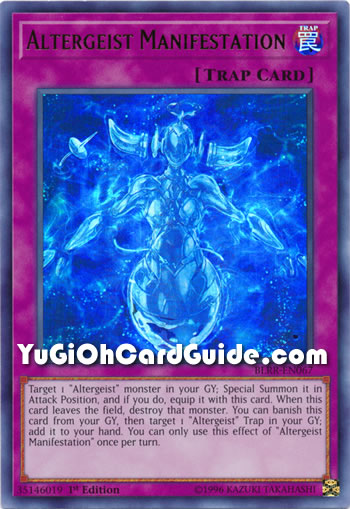 ALTERGEIST MANIFESTATION
TRAP
罠
[TRAP CARD]
YuGiOhCardGuide.com
BLRR-EN067
Target 1 "Altergeist" monster in your GY; Special Summon it in
Attack Position, and if you do, equip it with this card. When this
card leaves the field, destroy that monster. You can banish this
card from your GY, then target 1 "Altergeist" Trap in your GY;
add it to your hand. You can only use this effect of "Altergeist
Manifestation" once per turn.
35146019 1st Edition
©1996 KAZUKI TAKAHASHI